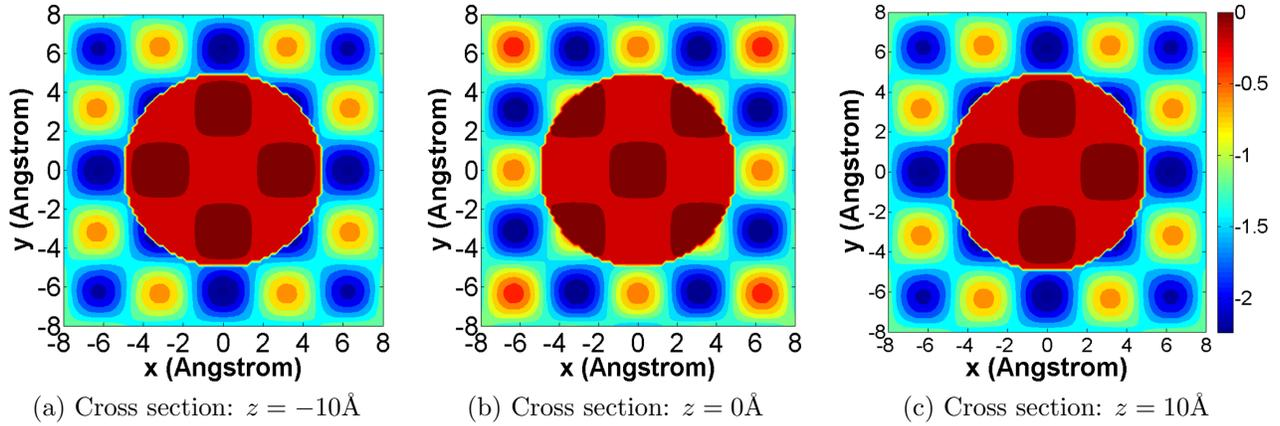 8
6
4
2
0
-2
-4
-6
-8
-8 -6 -4 -2 0 2 4 6 8
y (Angstrom)
x (Angstrom)
(a) Cross section: z = −10Å
8
6
4
2
0
-2
-4
-6
-8
-8 -6 -4 -2 0 2 4 6 8
y (Angstrom)
x (Angstrom)
(b) Cross section: z = 0Å
8
6
4
2
0
-2
-4
-6
-8
-8 -6 -4 -2 0 2 4 6 8
y (Angstrom)
x (Angstrom)
0
-0.5
-1
-1.5
-2
(c) Cross section: z = 10Å